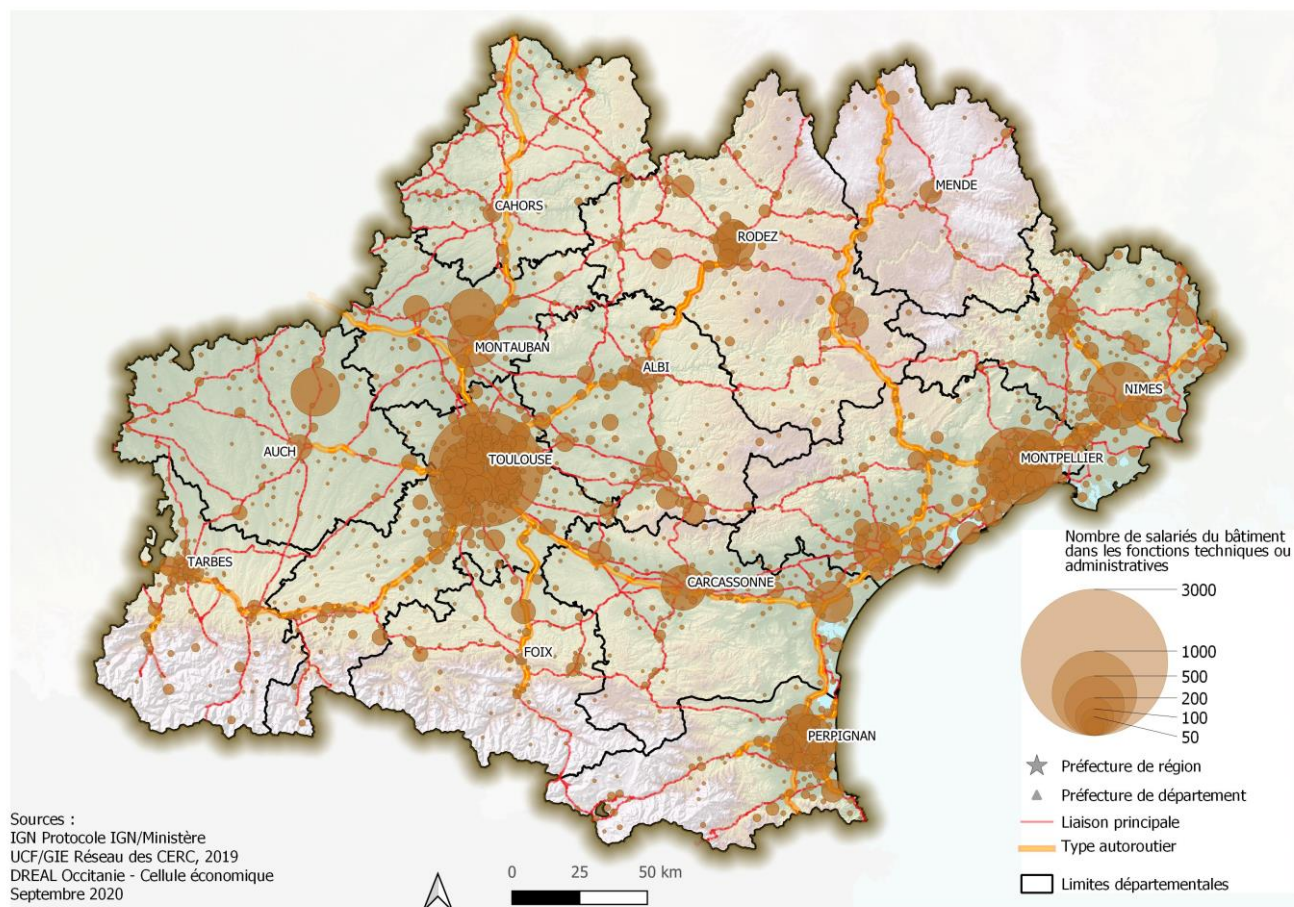 CAHORS
MENDE
RODEZ
MONTAUBAN
ALBI
NIMES
AUCH
TOULOUSE
MONTPELLIER
TARBES
CARCASSONNE
FOIX
PERPIGNAN
Nombre de salariés du bâtiment
dans les fonctions techniques ou
administratives
3000
1000
500
200
100
50
Préfecture de région
Préfecture de département
Liaison principale
Type autoroutier
Limites départementales
Sources :
IGN Protocole IGN/Ministère
UCF/GIE Réseau des CERC, 2019
DREAL Occitanie - Cellule économique
Septembre 2020
0 25 50 km